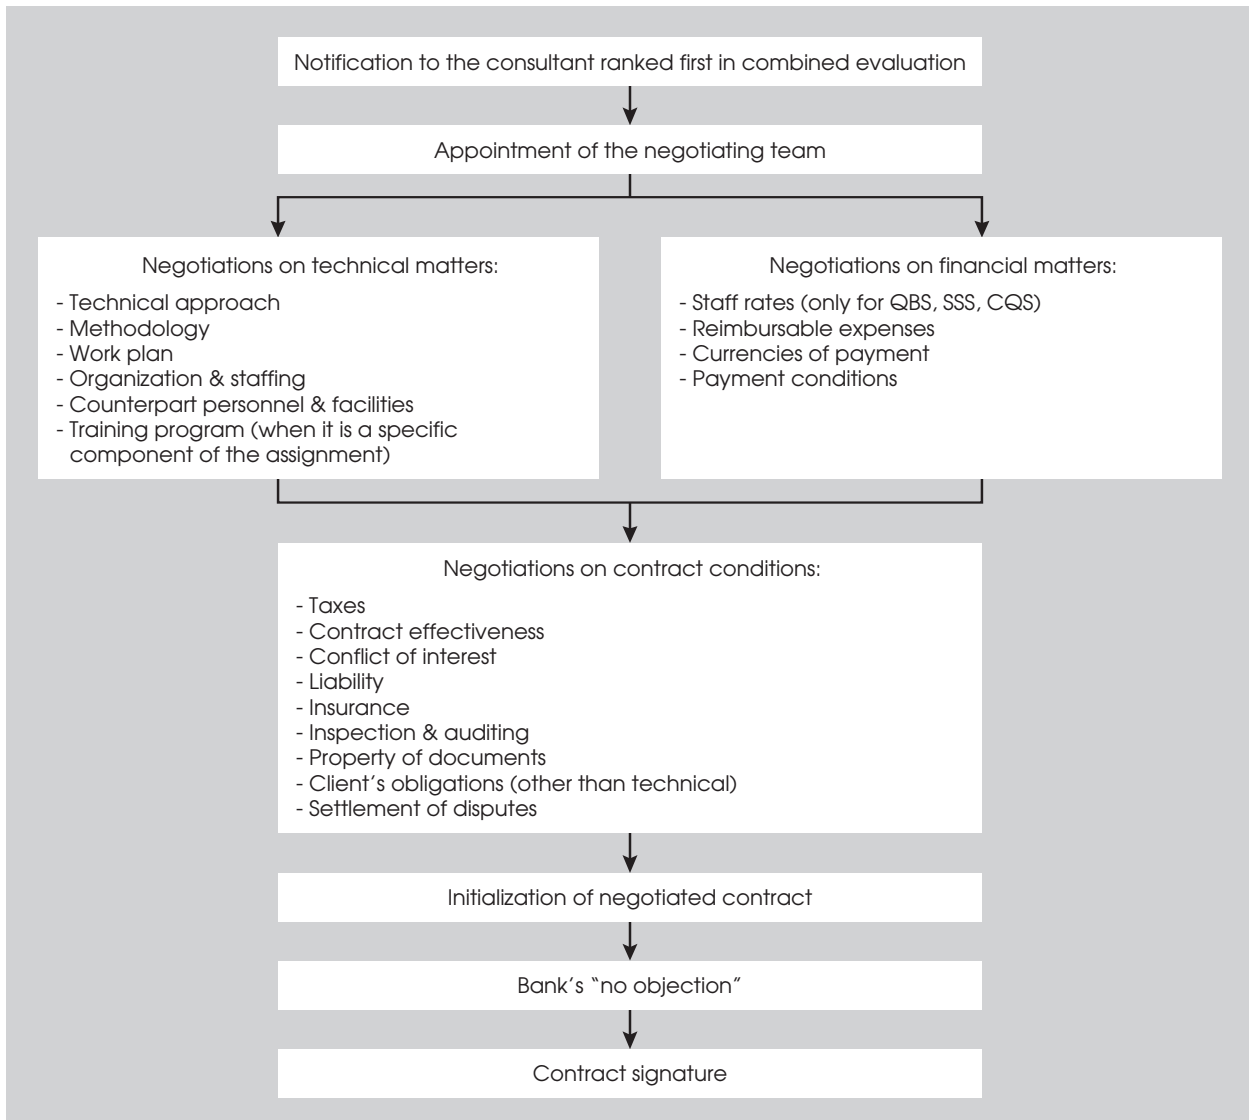 Notification to the consultant ranked first in combined evaluation
Appointment of the negotiating team
Negotiations on technical matters:
- Technical approach
- Methodology
- Work plan
- Organization & staffing
- Counterpart personnel & facilities
- Training program (when it is a specific
component of the assignment)
Negotiations on financial matters:
- Staff rates (only for QBS, SSS, CQS)
- Reimbursable expenses
- Currencies of payment
- Payment conditions
Negotiations on contract conditions:
- Taxes
- Contract effectiveness
- Conflict of interest
- Liability
- Insurance
- Inspection & auditing
- Property of documents
- Client’s obligations (other than technical)
- Settlement of disputes
Initialization of negotiated contract
Bank’s “no objection”
Contract signature